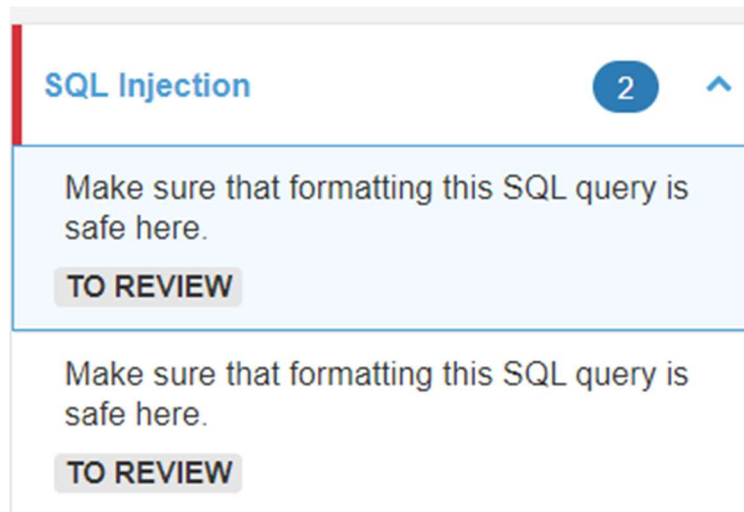 SQL Injection 2
Make sure that formatting this SQL query is
safe here.
TO REVIEW
Make sure that formatting this SQL query is
safe here.
TO REVIEW